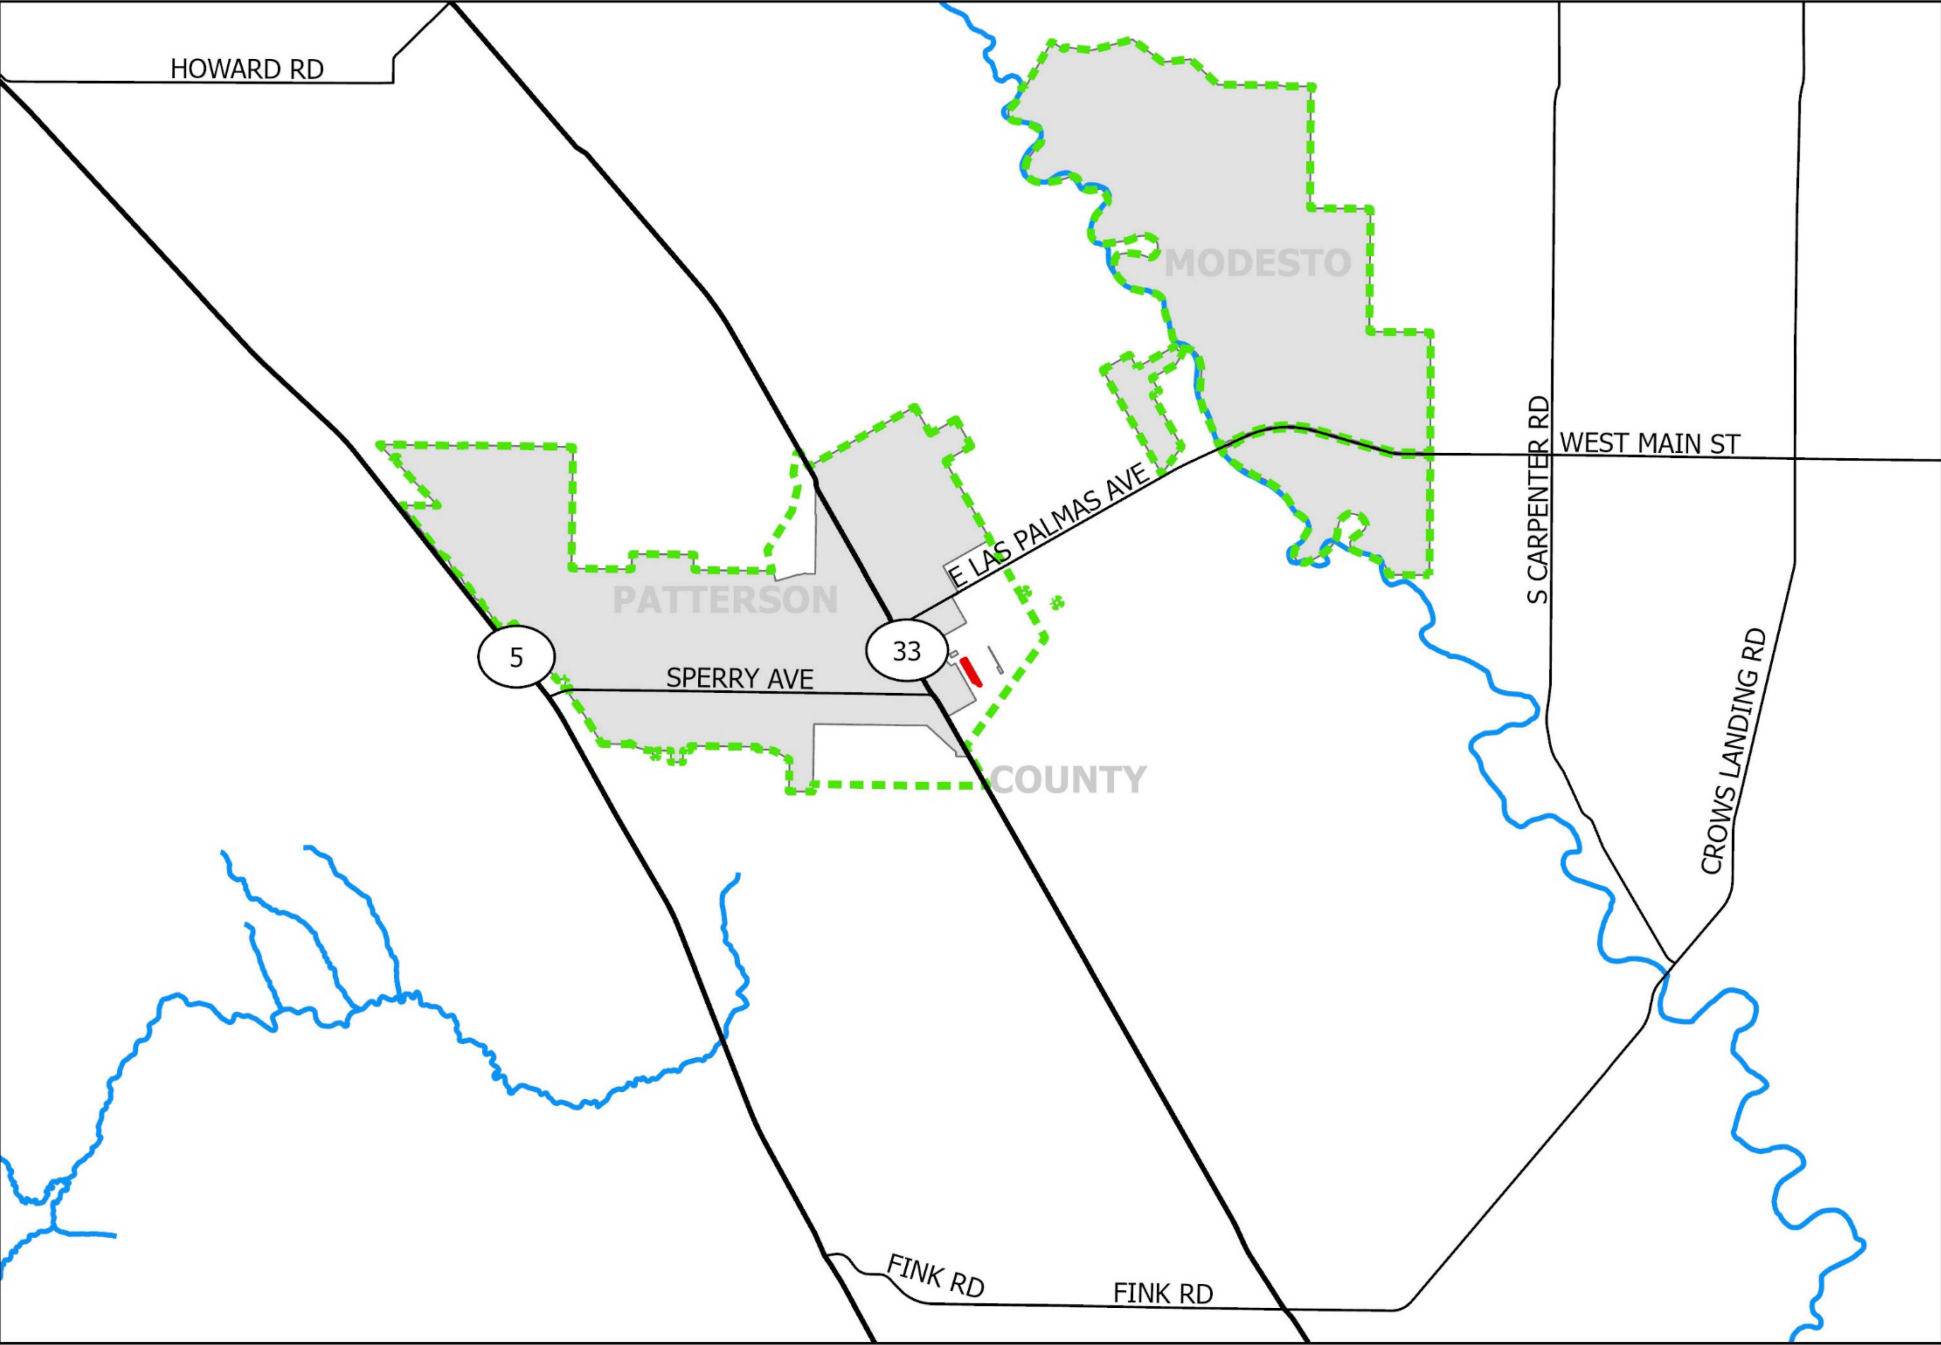 HOWARD RD
MODESTO
S CARPENTER RD
WEST MAIN ST
E LAS PALMAS AVE
PATTERSON
5
33
SPERRY AVE
CROWS LANDING RD
COUNTY
FINK RD
FINK RD